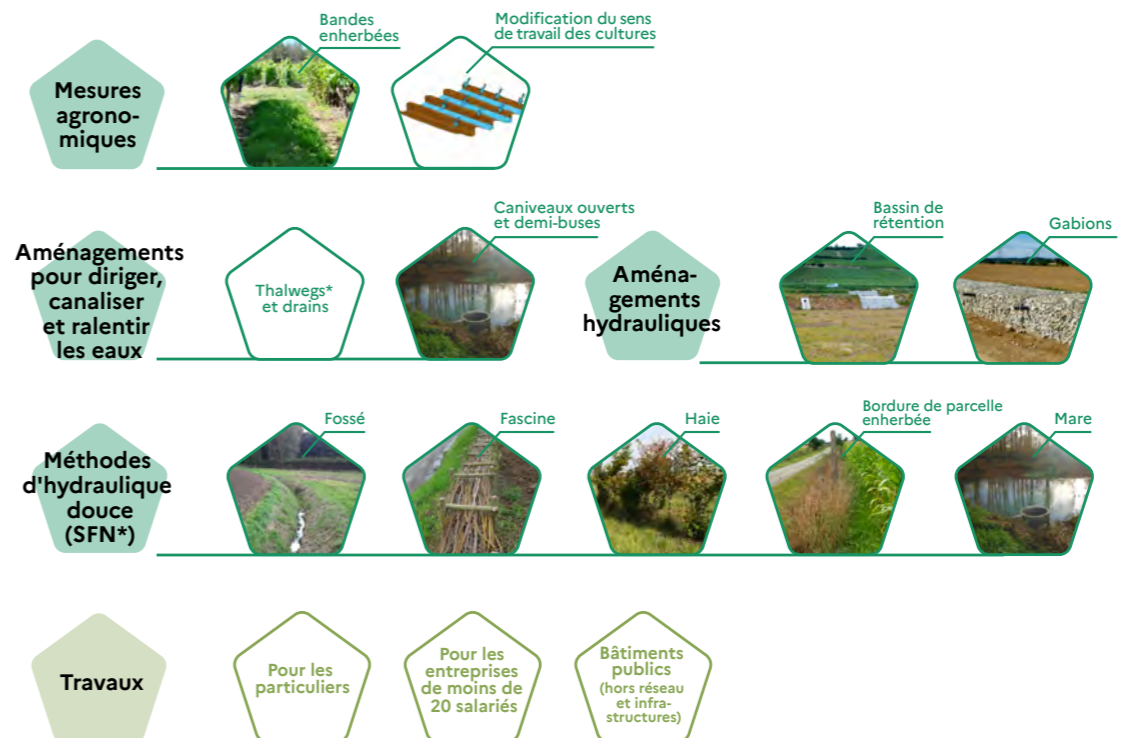 Bandes
enherbées
Modification du sens
de travail des cultures
Mesures
agrono-
miques
Caniveaux ouverts
et demi-buses
Bassin de
rétention
Gabions
Aménagements
pour diriger,
canaliser
et ralentir
les eaux
Thalwegs*
et drains
Aména-
gements
hydrauliques
Fossé
Fascine
Haie
Bordure de parcelle
enherbée
Mare
Méthodes
d'hydraulique
douce
(SFN*)
Travaux
Pour les
particuliers
Pour les
entreprises
de moins de
20 salariés
Bâtiments
publics
(hors réseau
et infra-
structures)